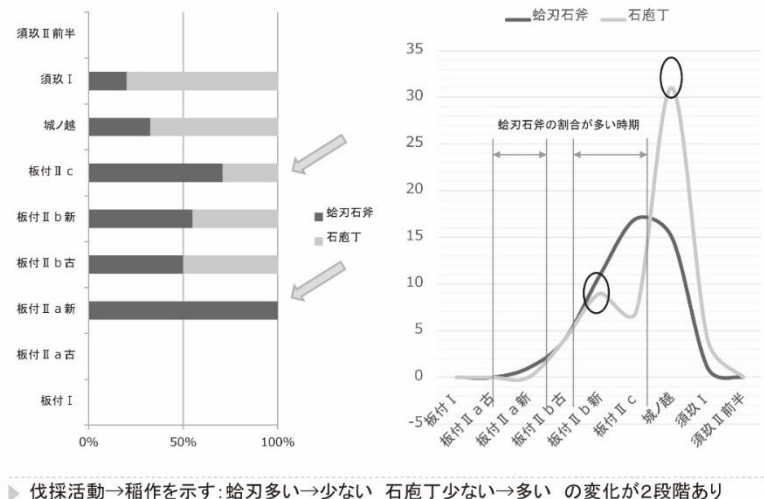 須玖Ⅱ前半
須玖Ⅰ
城ノ越
板付Ⅱc
板付Ⅱb新
板付Ⅱb古
板付Ⅱa新
板付Ⅱa古
板付Ⅰ
0%
50%
100%
蛤刃石斧
石庖丁
蛤刃石斧
石庖丁
35
30
25
20
15
10
5
0
-5
蛤刃石斧の割合が多い時期
板付Ⅰ
板付Ⅱa古
板付Ⅱa新
板付Ⅱb古
板付Ⅱb新
板付Ⅱc
城ノ越
須玖Ⅰ
須玖Ⅱ前半
伐採活動→稲作を示す:蛤刃多い→少ない 石庖丁少ない→多い の変化が2段階あり